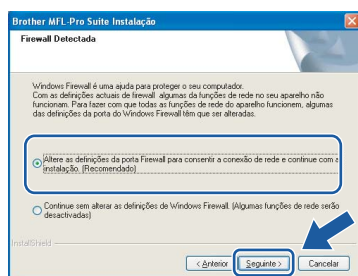 Brother MFL-Pro Suite Instalação
Firewall Detectada
Windows Firewall é uma ajuda para proteger o seu computador.
Com as definições actuais de firewall algumas da funções de rede no seu aparelho não
funcionam. Para fazer com que todas as funções de rede do aparelho funcionem, algumas
das definições da porta do Windows Firewall têm que ser alteradas.
Altere as definições da porta Firewall para consentir a conexão de rede e continue com a
instalação. (Recomendado)
Continue sem alterar as definições de Windows Firewall. (Algumas funções de rede serão
desactivadas)
InstallShield
< Anterior
Seguinte >
Cancelar